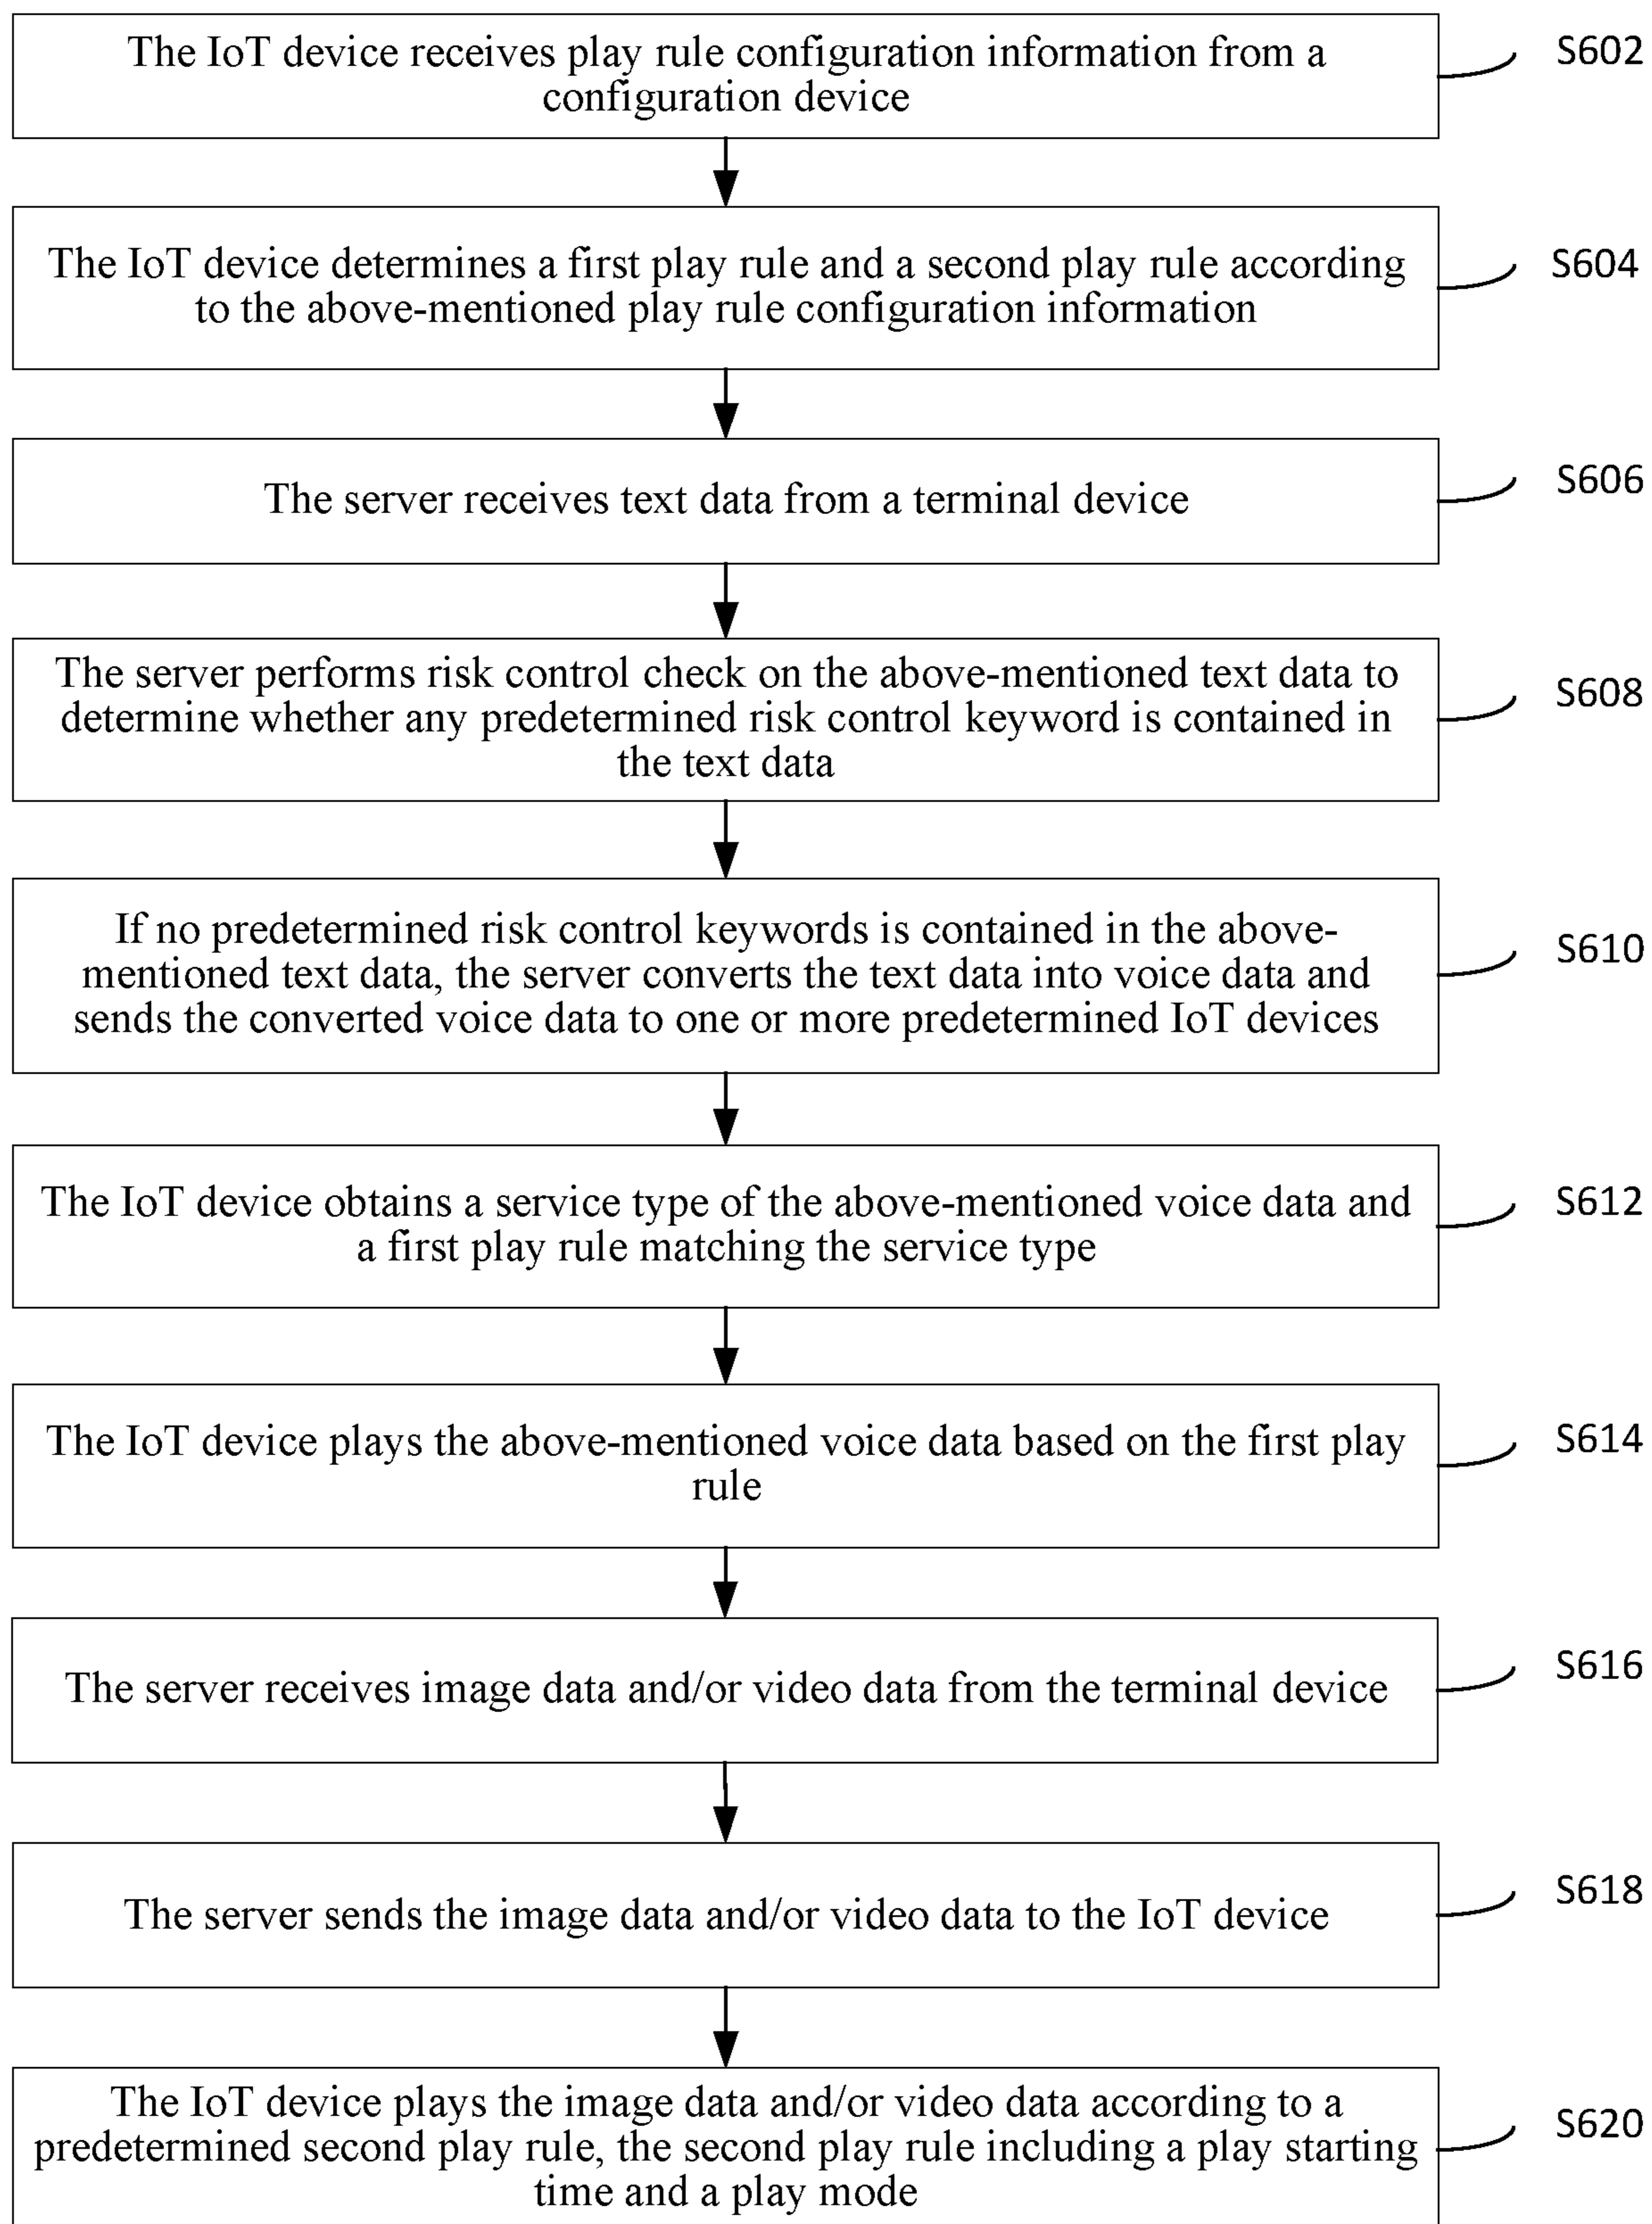 The IoT device receives play rule configuration information from a
configuration device
S602
The IoT device determines a first play rule and a second play rule according
to the above-mentioned play rule configuration information
S604
The server receives text data from a terminal device
S606
The server performs risk control check on the above-mentioned text data to
determine whether any predetermined risk control keyword is contained in
the text data
S608
If no predetermined risk control keywords is contained in the above-
mentioned text data, the server converts the text data into voice data and
sends the converted voice data to one or more predetermined IoT devices
S610
The IoT device obtains a service type of the above-mentioned voice data and
a first play rule matching the service type
S612
The IoT device plays the above-mentioned voice data based on the first play
rule
S614
The server receives image data and/or video data from the terminal device
S616
The server sends the image data and/or video data to the IoT device
S618
The IoT device plays the image data and/or video data according to a
predetermined second play rule, the second play rule including a play starting
time and a play mode
S620